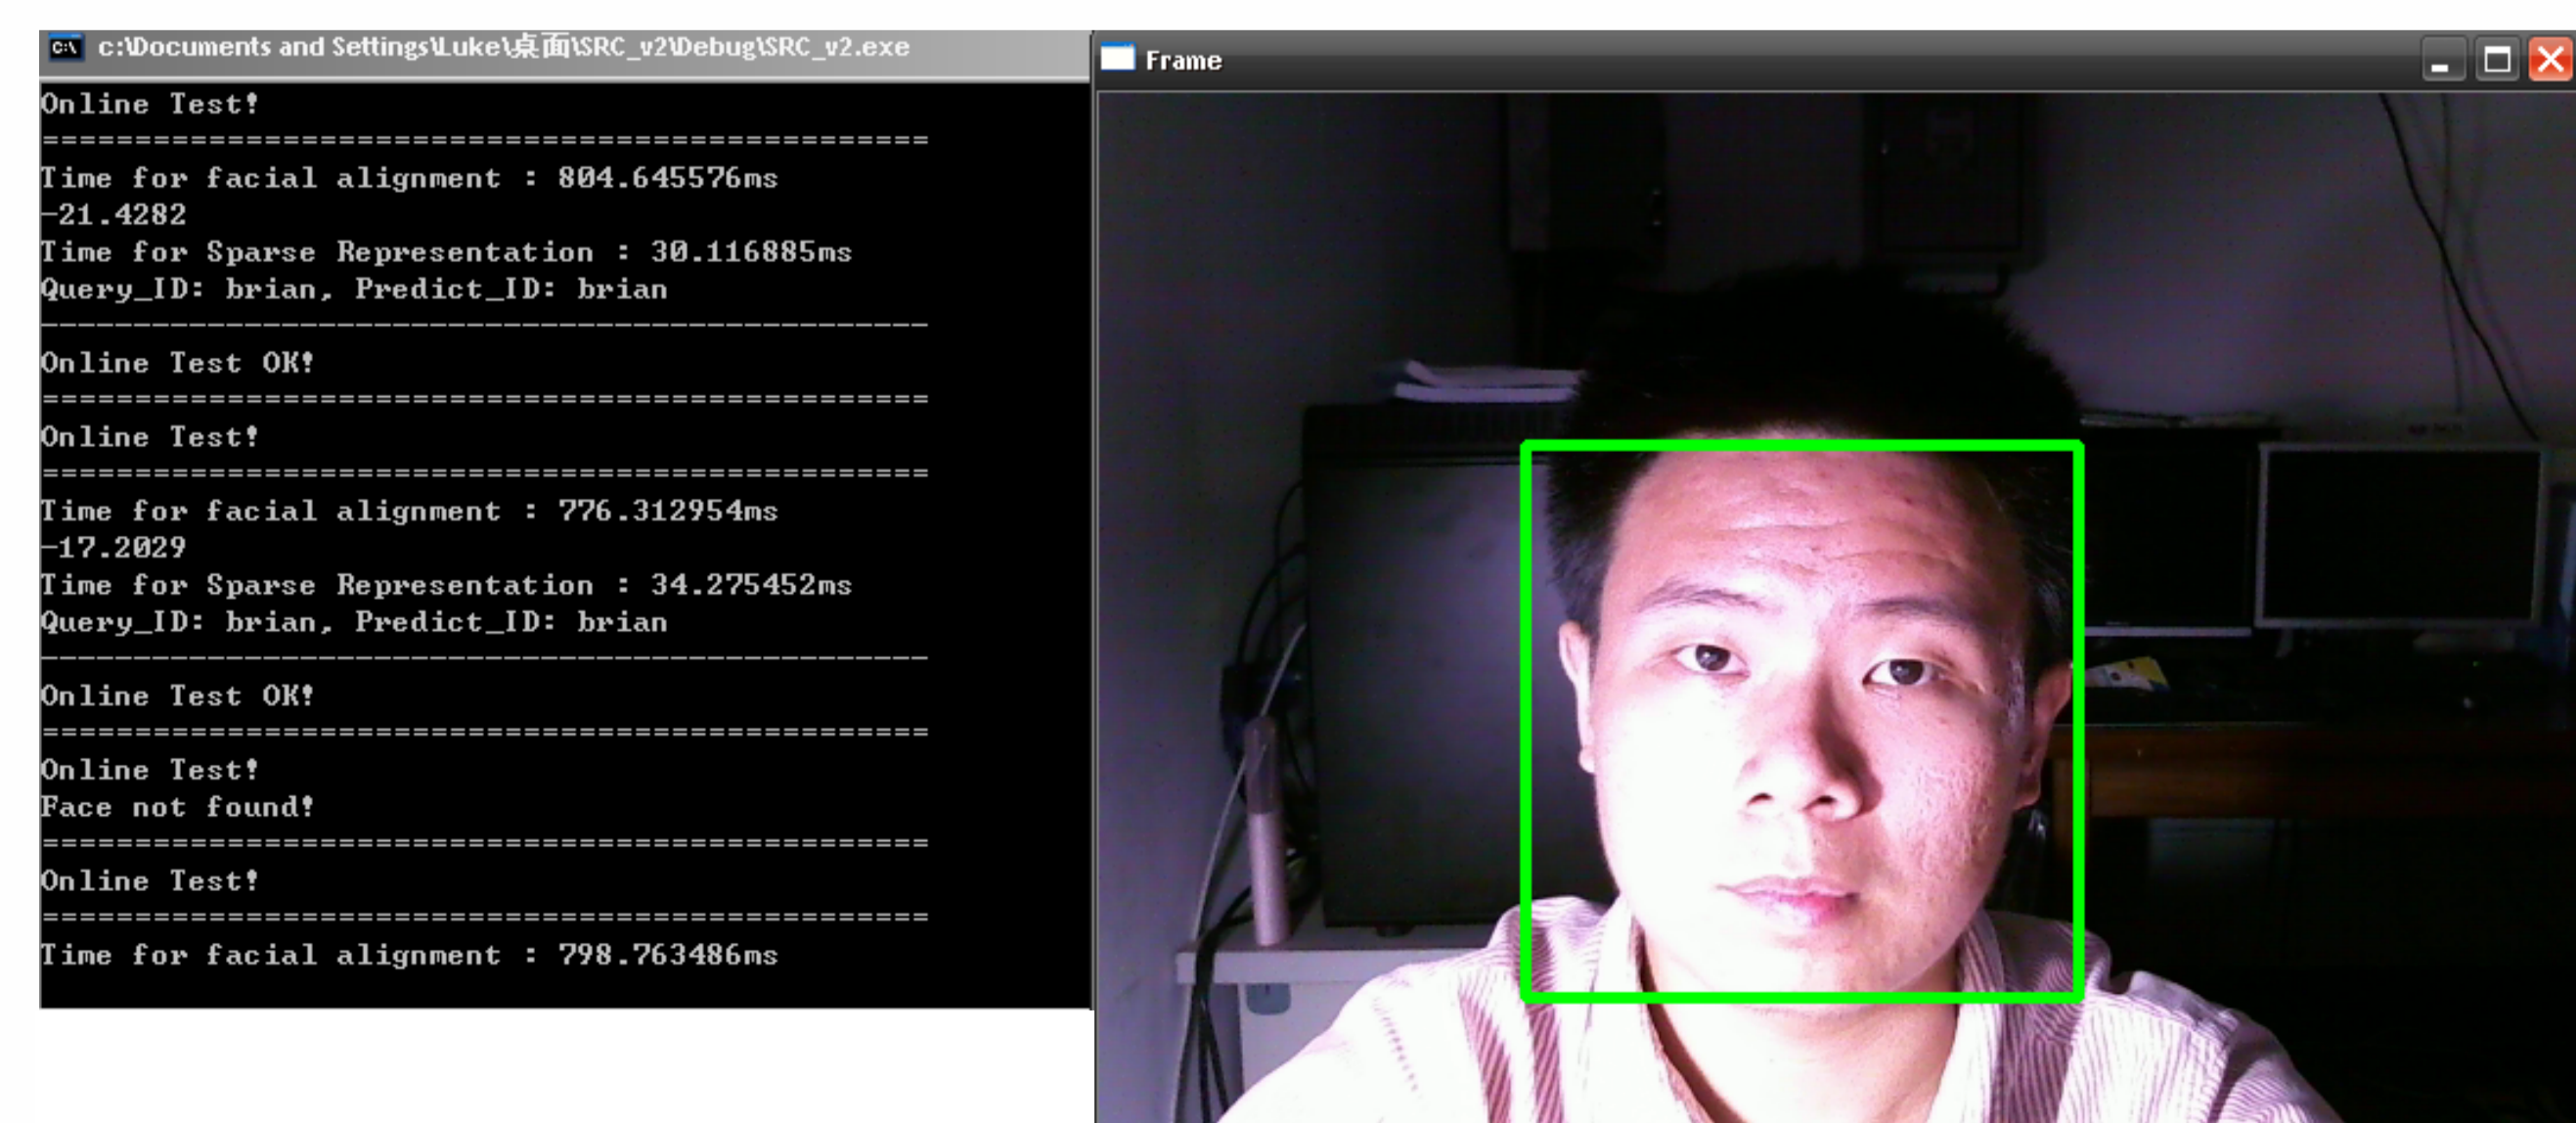 c:\Documents and Settings\Luke\桌面\SRC_v2\Debug\SRC_v2.exe
Online Test!
================================================
Time for facial alignment : 804.645576ms
-21.4282
Time for Sparse Representation : 30.116885ms
Query_ID: brian, Predict_ID: brian
------------------------------------------------
Online Test OK!
================================================
Online Test!
================================================
Time for facial alignment : 776.312954ms
-17.2029
Time for Sparse Representation : 34.275452ms
Query_ID: brian, Predict_ID: brian
------------------------------------------------
Online Test OK!
================================================
Online Test!
Face not found!
================================================
Online Test!
================================================
Time for facial alignment : 798.763486ms
Frame